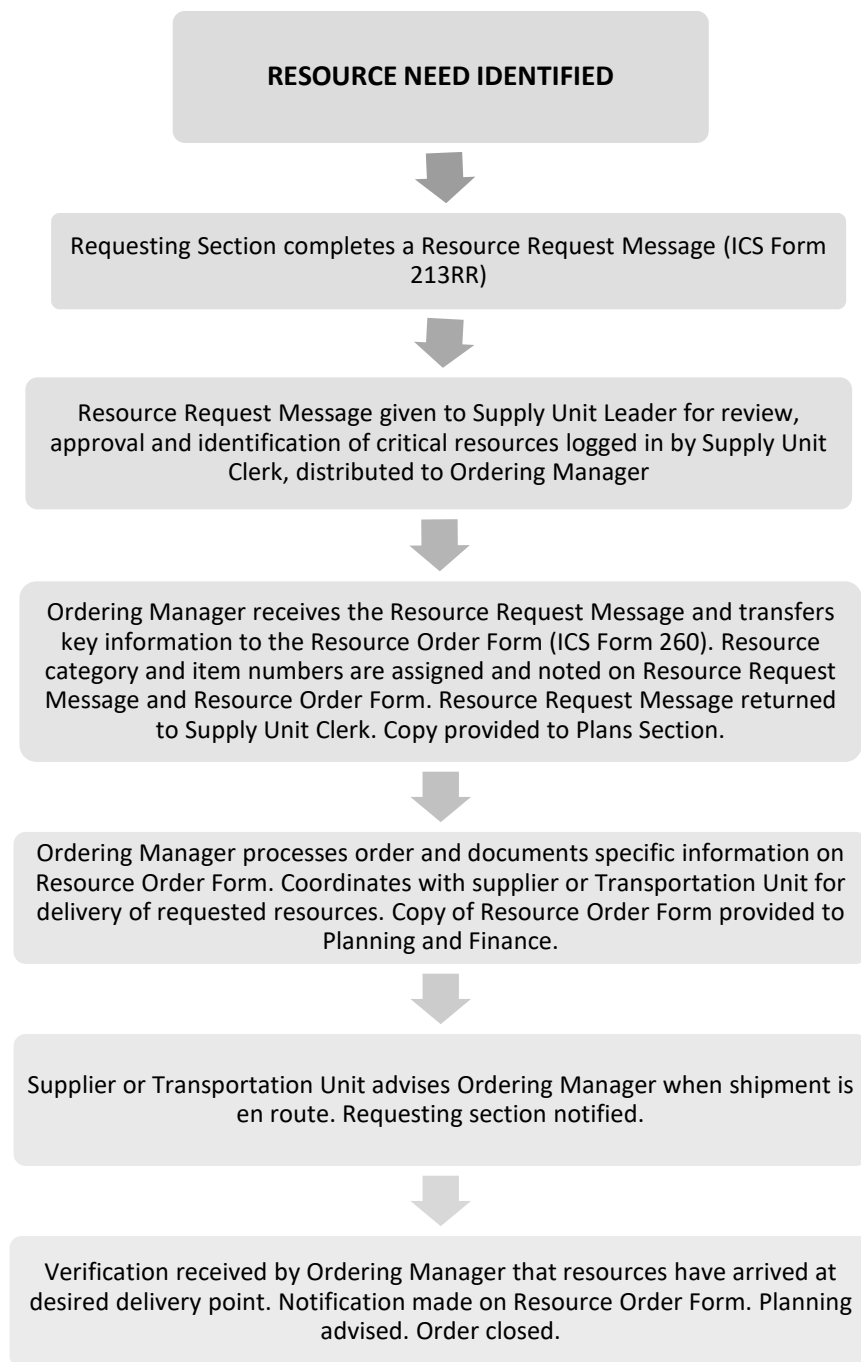 RESOURCE NEED IDENTIFIED
Requesting Section completes a Resource Request Message (ICS Form
213RR)
Resource Request Message given to Supply Unit Leader for review,
approval and identification of critical resources logged in by Supply Unit
Clerk, distributed to Ordering Manager
Ordering Manager receives the Resource Request Message and transfers
key information to the Resource Order Form (ICS Form 260). Resource
category and item numbers are assigned and noted on Resource Request
Message and Resource Order Form. Resource Request Message returned
to Supply Unit Clerk. Copy provided to Plans Section.
Ordering Manager processes order and documents specific information on
Resource Order Form. Coordinates with supplier or Transportation Unit for
delivery of requested resources. Copy of Resource Order Form provided to
Planning and Finance.
Supplier or Transportation Unit advises Ordering Manager when shipment is
en route. Requesting section notified.
Verification received by Ordering Manager that resources have arrived at
desired delivery point. Notification made on Resource Order Form. Planning
advised. Order closed.